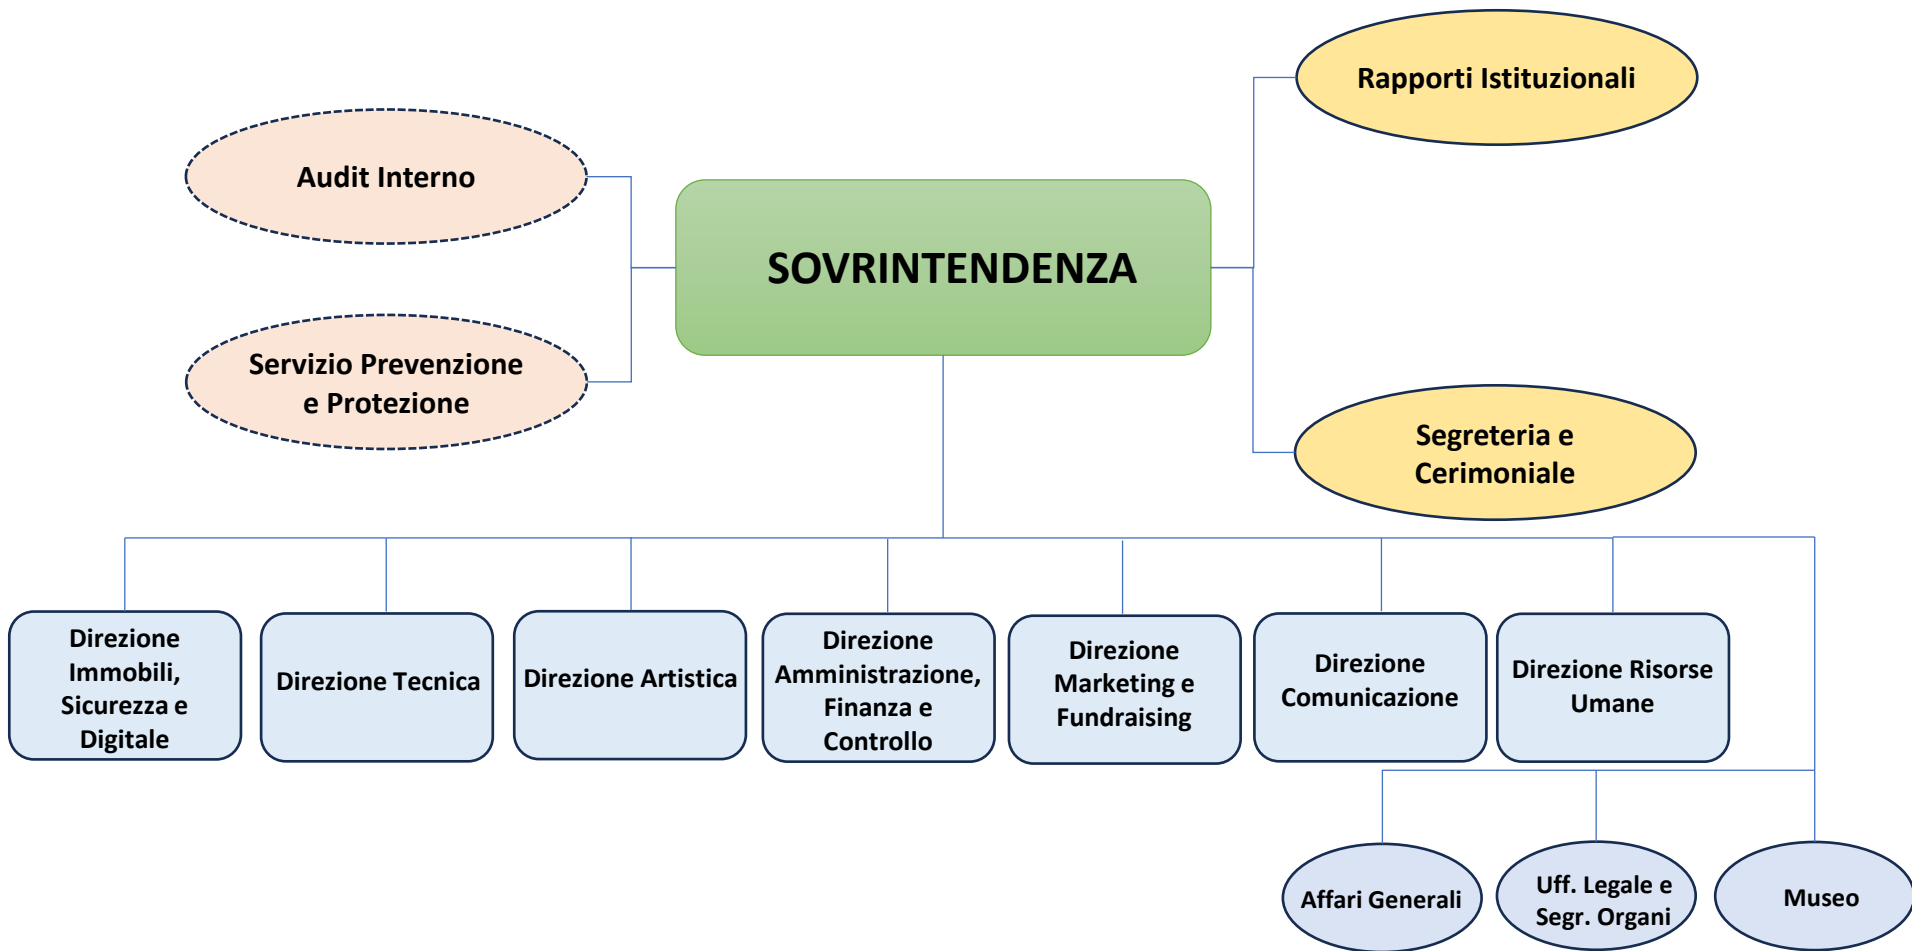 Rapporti Istituzionali
Audit Interno
SOVRINTENDENZA
Servizio Prevenzione
e Protezione
Segreteria e
Cerimoniale
Direzione
Immobili,
Sicurezza e
Digitale
Direzione Tecnica
Direzione Artistica
Direzione
Amministrazione,
Finanza e
Controllo
Direzione
Marketing e
Fundraising
Direzione
Comunicazione
Direzione Risorse
Umane
Affari Generali
Uff. Legale e
Segr. Organi
Museo